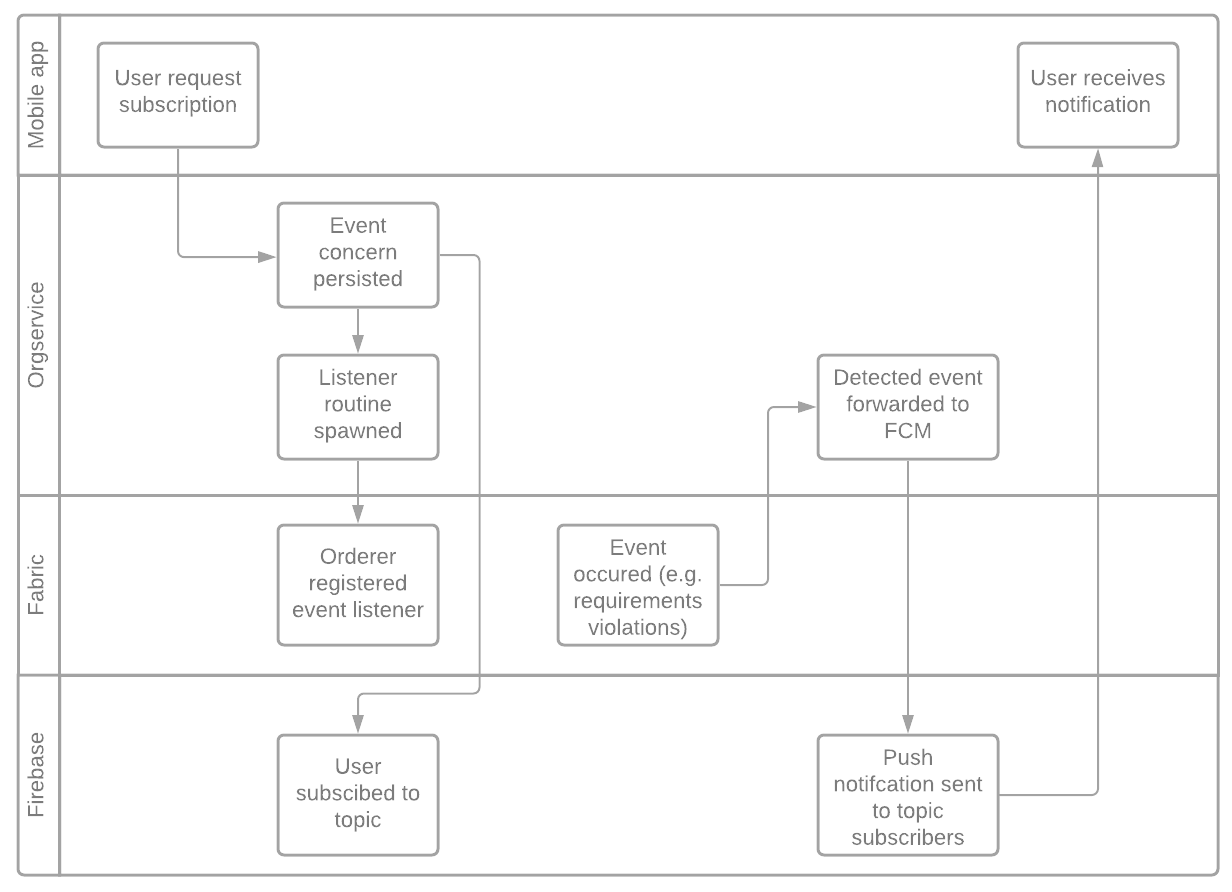 Mobile app
User request
subscription
User receives
notification
Orgservice
Event
concern
persisted
Listener
routine
spawned
Detected event
forwarded to
FCM
Fabric
Orderer
registered
event listener
Event
occured (e.g.
requirements
violations)
Firebase
User
subscibed to
topic
Push
notifcation sent
to topic
subscribers